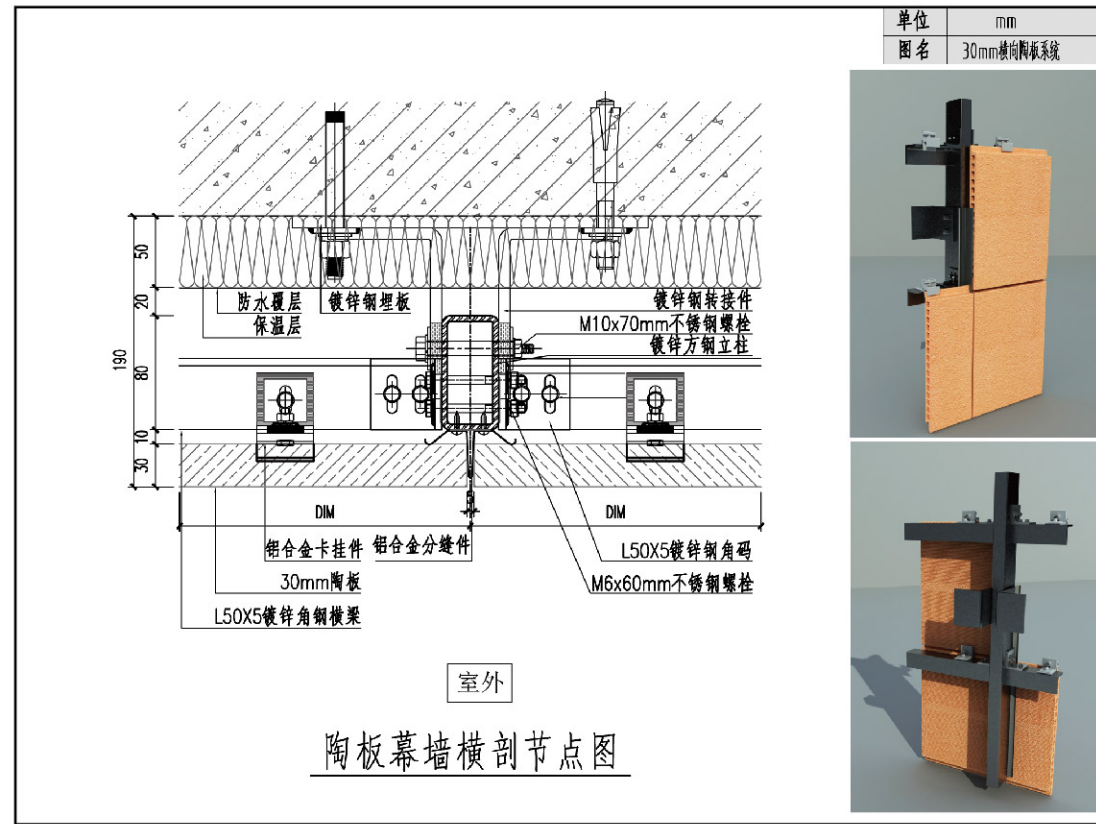 单位 mm
图名 30mm横向陶板系统
50
20
190
80
10
30
防水覆层 镀锌钢埋板
保温层
镀锌钢转接件
M10x70mm不锈钢螺栓
镀锌方钢立柱
DIM DIM
铝合金卡挂件 铝合金分缝件
L50X5镀锌钢角码
30mm陶板
M6x60mm不锈钢螺栓
L50X5镀锌角钢横梁
室外
陶板幕墙横剖节点图